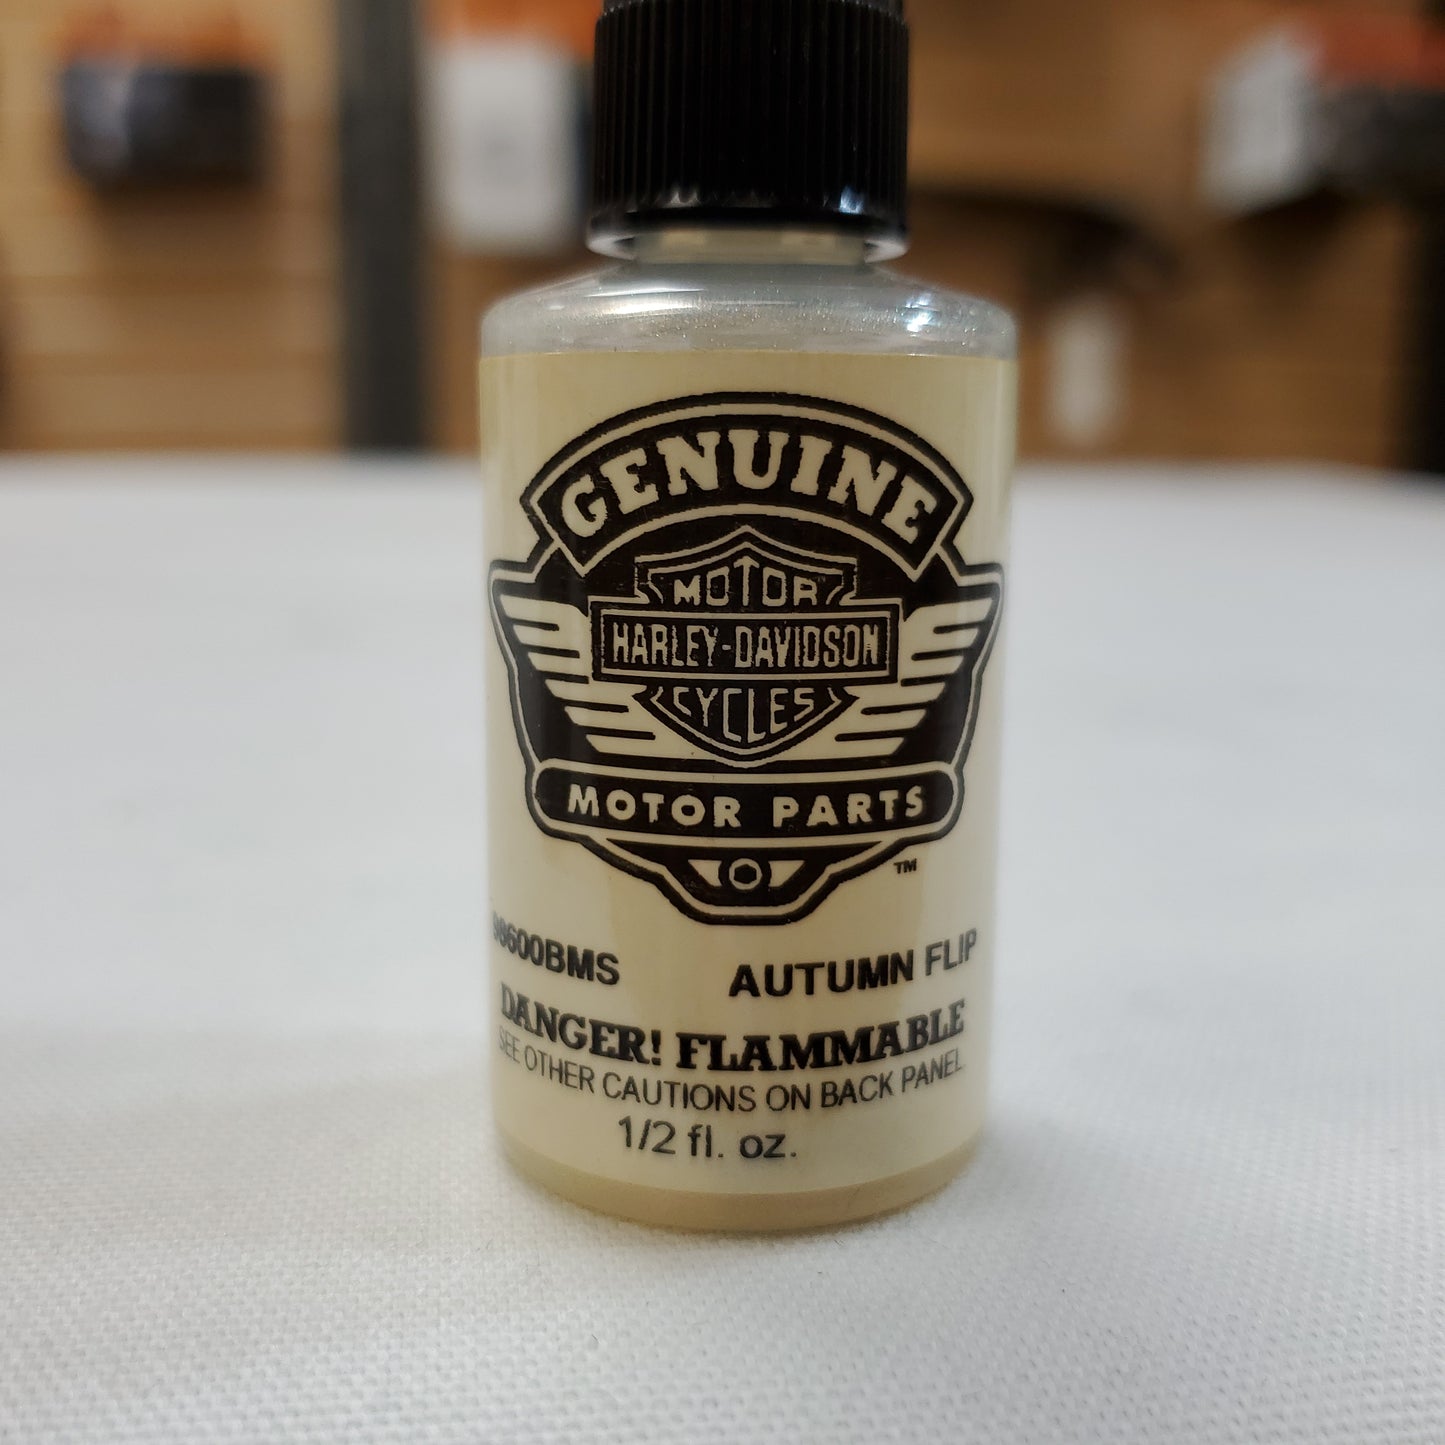 GENUINE
MOTOR
HARLEY-DAVIDSON
CYCLES
MOTOR PARTS
TM
98600BMS AUTUMN FLIP
DANGER! FLAMMABLE
SEE OTHER CAUTIONS ON BACK PANEL
1/2 fl. oz.